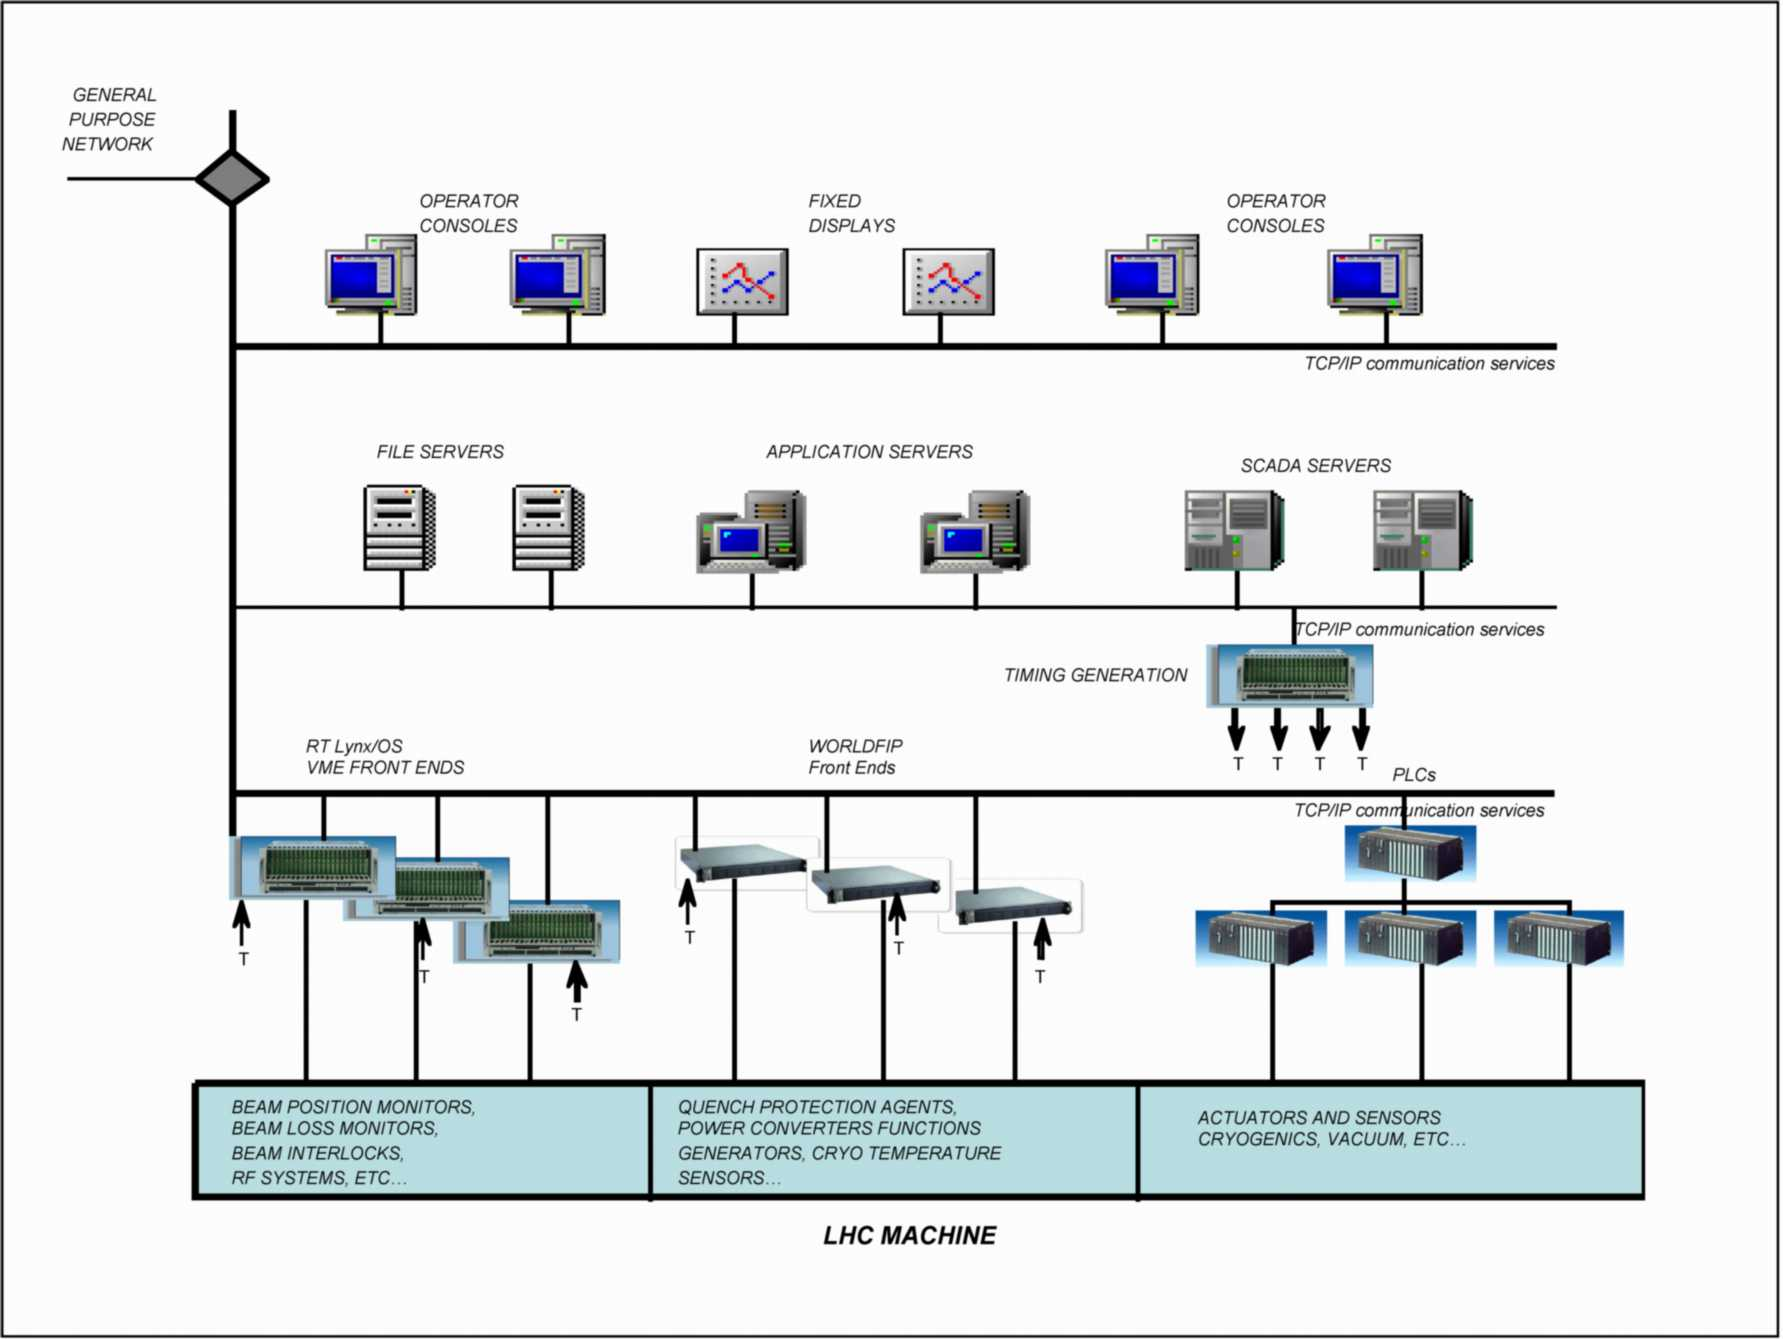 GENERAL
PURPOSE
NETWORK
OPERATOR
CONSOLES
FIXED
DISPLAYS
OPERATOR
CONSOLES
TCP/IP communication services
FILE SERVERS
APPLICATION SERVERS
SCADA SERVERS
TCP/IP communication services
TIMING GENERATION
T T T T
RT Lynx/OS
VME FRONT ENDS
WORLDFIP
Front Ends
PLCs
TCP/IP communication services
T
T
T
T
T
T
BEAM POSITION MONITORS,
BEAM LOSS MONITORS,
BEAM INTERLOCKS,
RF SYSTEMS, ETC…
QUENCH PROTECTION AGENTS,
POWER CONVERTERS FUNCTIONS
GENERATORS, CRYO TEMPERATURE
SENSORS…
ACTUATORS AND SENSORS
CRYOGENICS, VACUUM, ETC…
LHC MACHINE